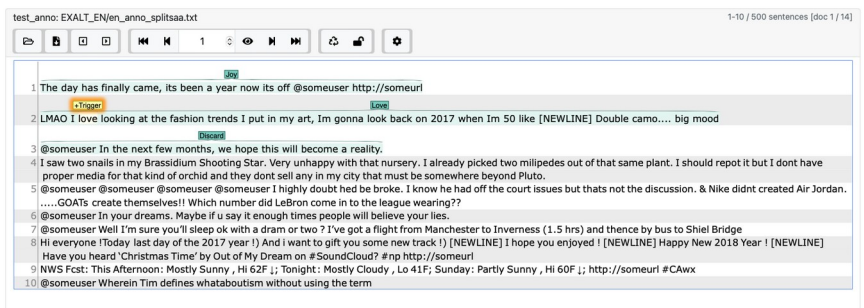 test_anno: EXALT_EN/en_anno_splitsaa.txt
1-10 / 500 sentences [doc 1 / 14]
1
Joy
1 The day has finally came, its been a year now its off @someuser http://someurl
+Trigger
Love
2 LMAO I love looking at the fashion trends I put in my art, Im gonna look back on 2017 when Im 50 like [NEWLINE] Double camo.... big mood
Discard
3 @someuser In the next few months, we hope this will become a reality.
4 I saw two snails in my Brassidium Shooting Star. Very unhappy with that nursery. I already picked two milipedes out of that same plant. I should repot it but I dont have
proper media for that kind of orchid and they dont sell any in my city that must be somewhere beyond Pluto.
5 @someuser @someuser @someuser @someuser I highly doubt hed be broke. I know he had off the court issues but thats not the discussion. & Nike didnt created Air Jordan.
.....GOATs create themselves!! Which number did LeBron come in to the league wearing??
6 @someuser In your dreams. Maybe if u say it enough times people will believe your lies.
7 @someuser Well I'm sure you'll sleep ok with a dram or two ? I've got a flight from Manchester to Inverness (1.5 hrs) and thence by bus to Shiel Bridge
8 Hi everyone !Today last day of the 2017 year !) And i want to gift you some new track !) [NEWLINE] I hope you enjoyed ! [NEWLINE] Happy New 2018 Year ! [NEWLINE]
Have you heard 'Christmas Time' by Out of My Dream on #SoundCloud? #np http://someurl
9 NWS Fcst: This Afternoon: Mostly Sunny , Hi 62F ↓; Tonight: Mostly Cloudy , Lo 41F; Sunday: Partly Sunny , Hi 60F ↓; http://someurl #CAwx
10 @someuser Wherein Tim defines whataboutism without using the term